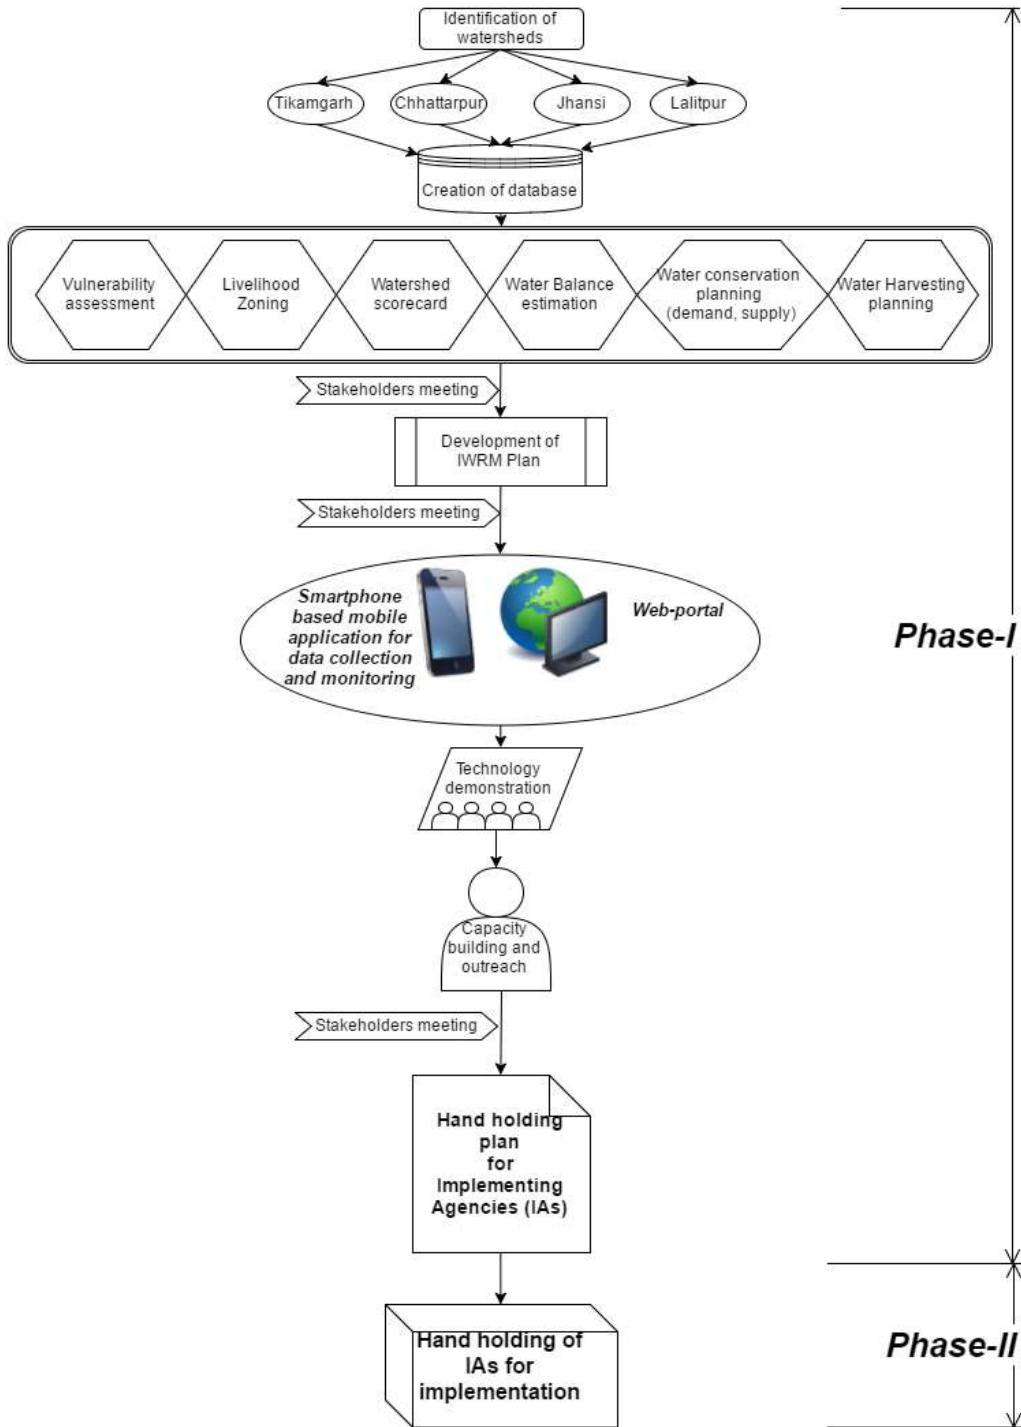 Identification of
watersheds
Tikamgarh
Chhattarpur
Jhansi
Lalitpur
Creation of database
Vulnerability
assessment
Livelihood
Zoning
Watershed
scorecard
Water Balance
estimation
Water conservation
planning
(demand, supply)
Water Harvesting
planning
Stakeholders meeting
Development of
IWRM Plan
Stakeholders meeting
Smartphone
based mobile
application for
data collection
and monitoring
Web-portal
Phase-I
Technology
demonstration
Capacity
building and
outreach
Stakeholders meeting
Hand holding
plan
for
Implementing
Agencies (IAs)
Phase-II
Hand holding of
IAs for
implementation